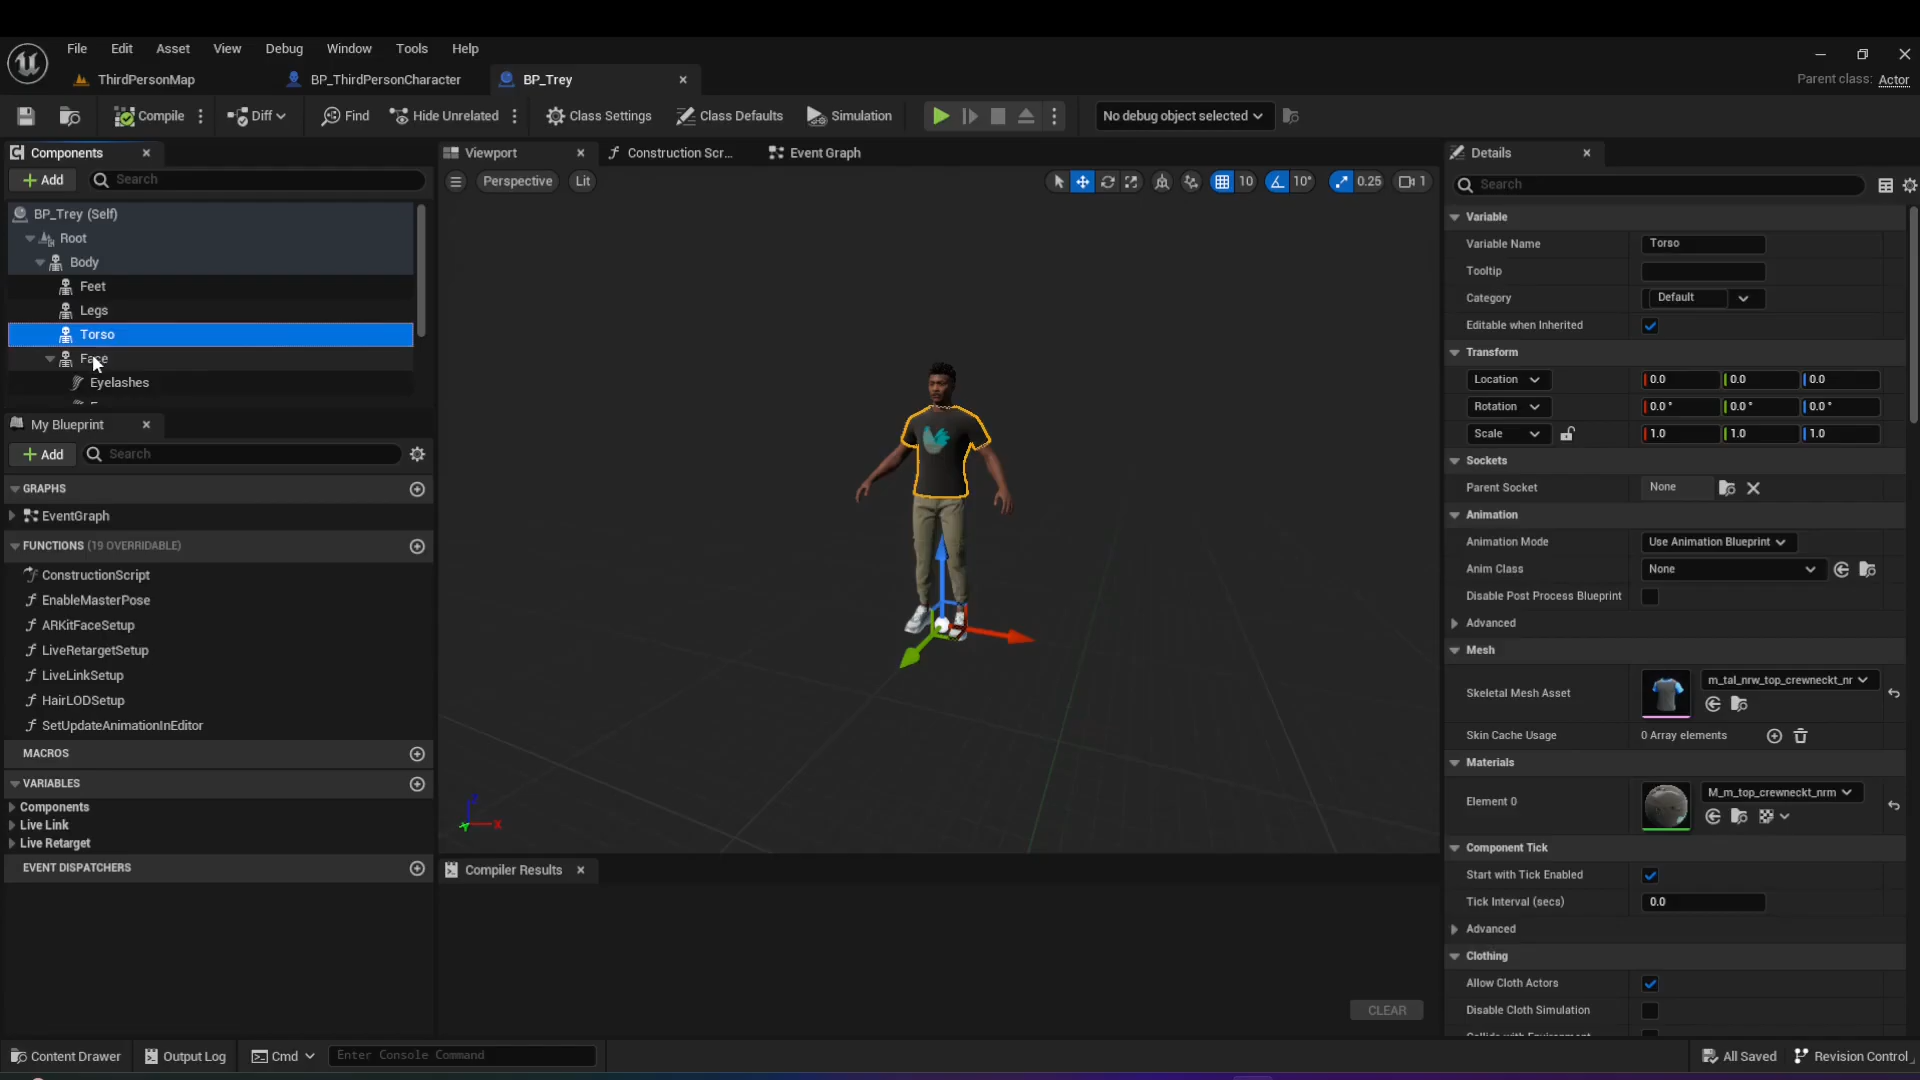 File Edit Asset View Debug Window Tools Help
ThirdPersonMap BP_ThirdPersonCharacter BP_Trey
Parent class: Actor
Compile Diff Find Hide Unrelated Class Settings Class Defaults Simulation No debug object selected
Components
Add Search
BP_Trey (Self)
Root
Body
Feet
Legs
Torso
Face
Eyelashes
My Blueprint
Add Search
GRAPHS
EventGraph
FUNCTIONS (19 OVERRIDABLE)
ConstructionScript
EnableMasterPose
ARKitFaceSetup
LiveRetargetSetup
LiveLinkSetup
HairLODSetup
SetUpdateAnimationInEditor
MACROS
VARIABLES
Components
Live Link
Live Retarget
EVENT DISPATCHERS
Viewport Construction Scr... Event Graph
Perspective Lit 10 10° 0.25 1
Z
X
Y
Compiler Results
CLEAR
Details
Search
Variable
Variable Name Torso
Tooltip
Category Default
Editable when Inherited
Transform
Location 0.0 0.0 0.0
Rotation 0.0 ° 0.0 ° 0.0 °
Scale 1.0 1.0 1.0
Sockets
Parent Socket None
Animation
Animation Mode Use Animation Blueprint
Anim Class None
Disable Post Process Blueprint
Advanced
Mesh
Skeletal Mesh Asset m_tal_nrw_top_crewneckt_nr
Skin Cache Usage 0 Array elements
Materials
Element 0 M_m_top_crewneckt_nrm
Component Tick
Start with Tick Enabled
Tick Interval (secs) 0.0
Advanced
Clothing
Allow Cloth Actors
Disable Cloth Simulation
Collide with Environment
Content Drawer Output Log Cmd Enter Console Command All Saved Revision Control